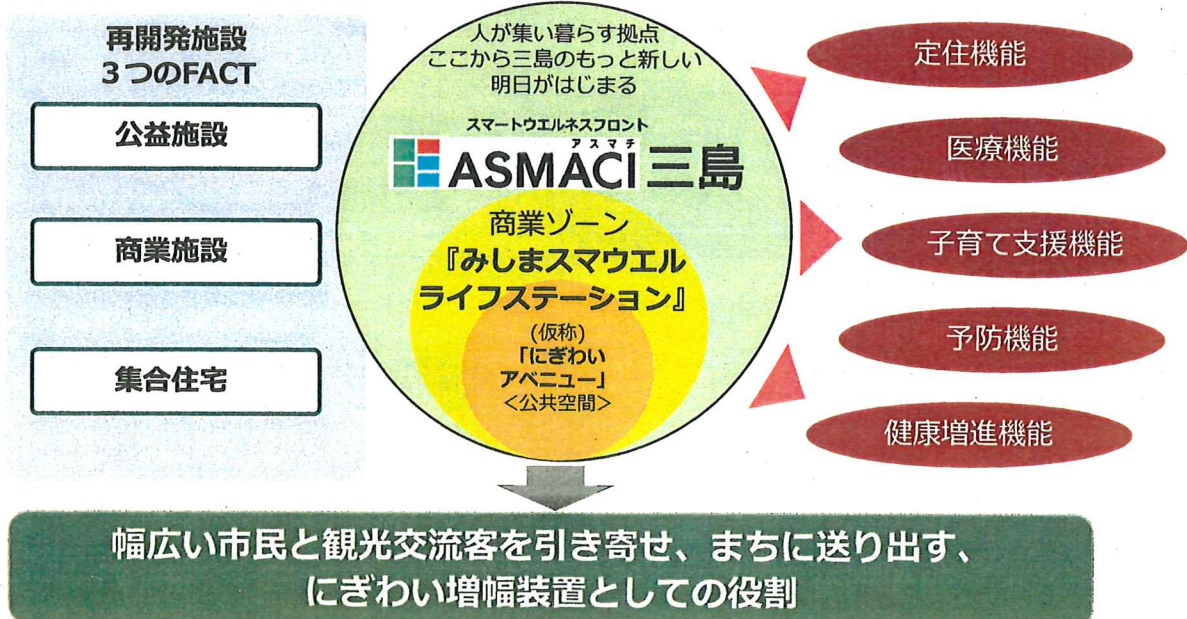 再開発施設
３つのFACT
公益施設
商業施設
集合住宅
人が集い暮らす拠点
ここから三島のもっと新しい
明日がはじまる
スマートウエルネスフロント
アスマチ
ASMACI三島
商業ゾーン
『みしまスマウエル
ライフステーション』
(仮称)
「にぎわい
アベニュー」
＜公共空間＞
定住機能
医療機能
子育て支援機能
予防機能
健康増進機能
幅広い市民と観光交流客を引き寄せ、まちに送り出す、
にぎわい増幅装置としての役割